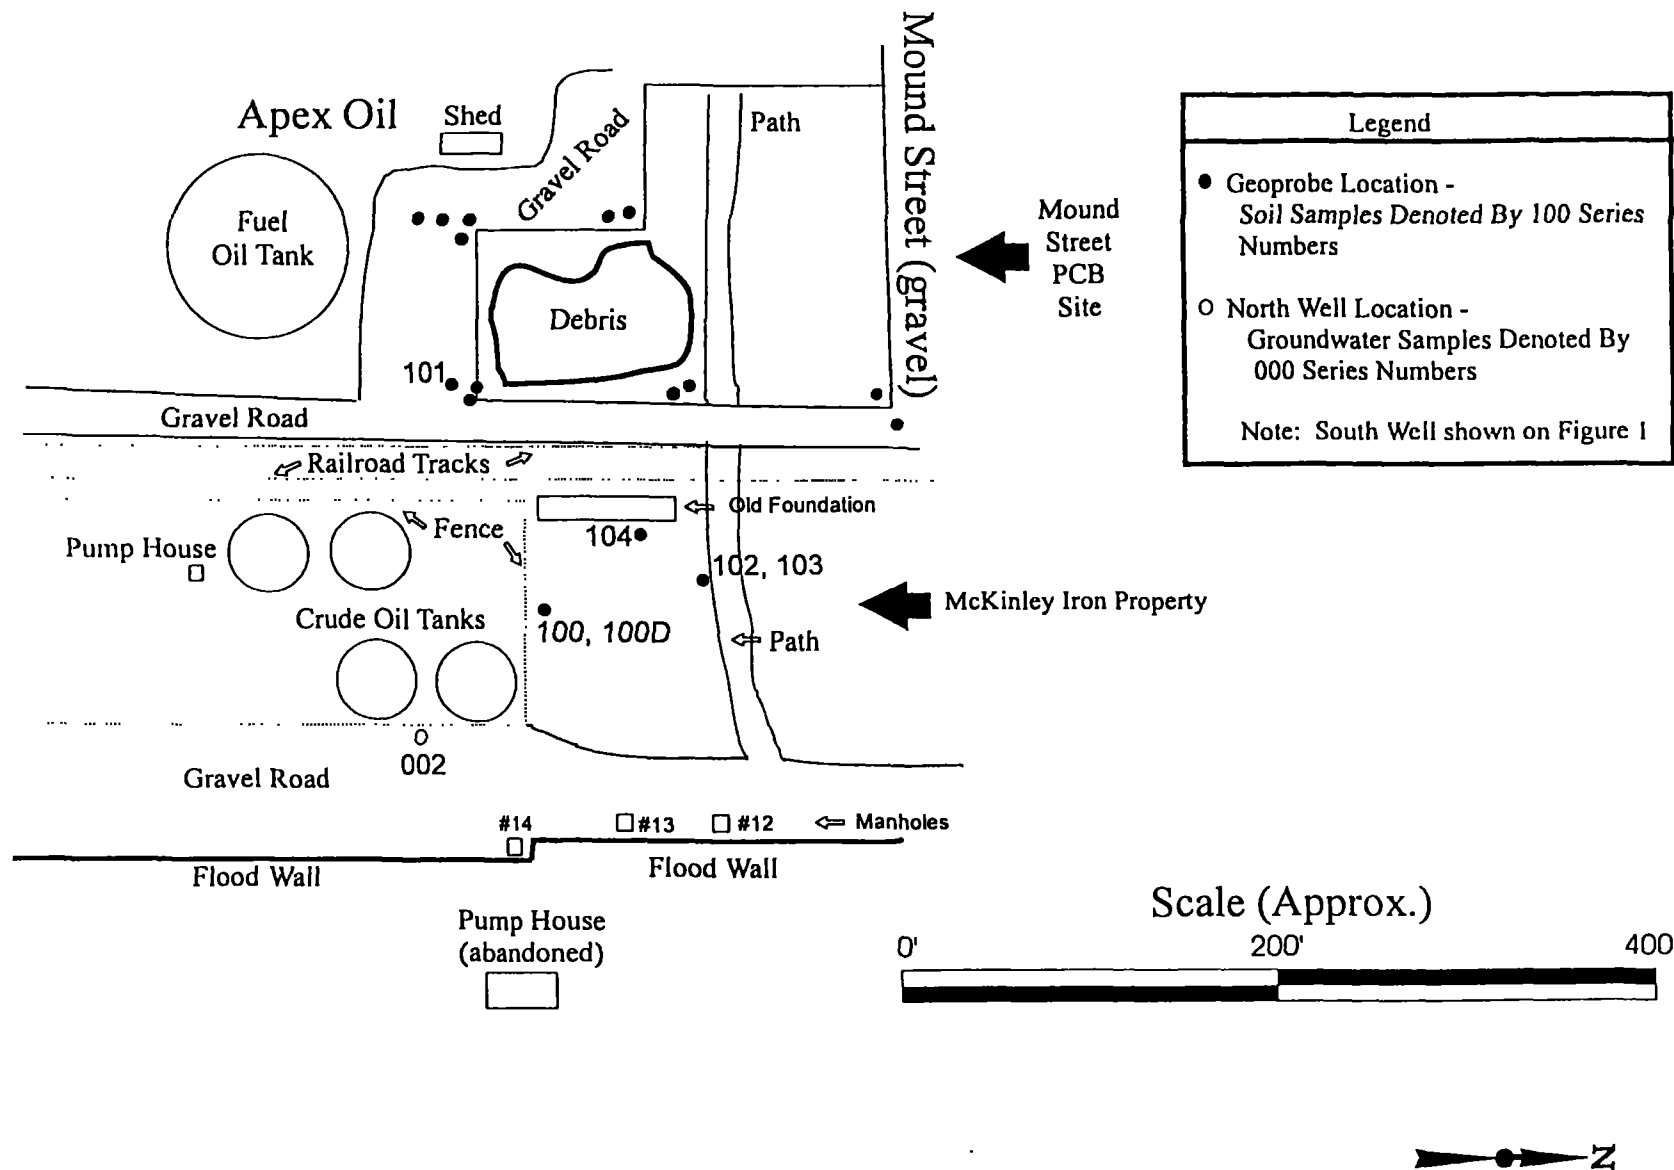 Mound Street (gravel)
Apex Oil
Shed
Gravel Road
Path
Fuel
Oil Tank
Debris
Mound
Street
PCB
Site
Legend
Geoprobe Location -
Soil Samples Denoted By 100 Series
Numbers
North Well Location -
Groundwater Samples Denoted By
000 Series Numbers
Note: South Well shown on Figure 1
101
Gravel Road
Railroad Tracks
Old Foundation
Fence
104
Pump House
102, 103
Crude Oil Tanks
100, 100D
McKinley Iron Property
Path
002
Gravel Road
#14
#13
#12
Manholes
Flood Wall
Flood Wall
Pump House
(abandoned)
Scale (Approx.)
0'
200'
400
N